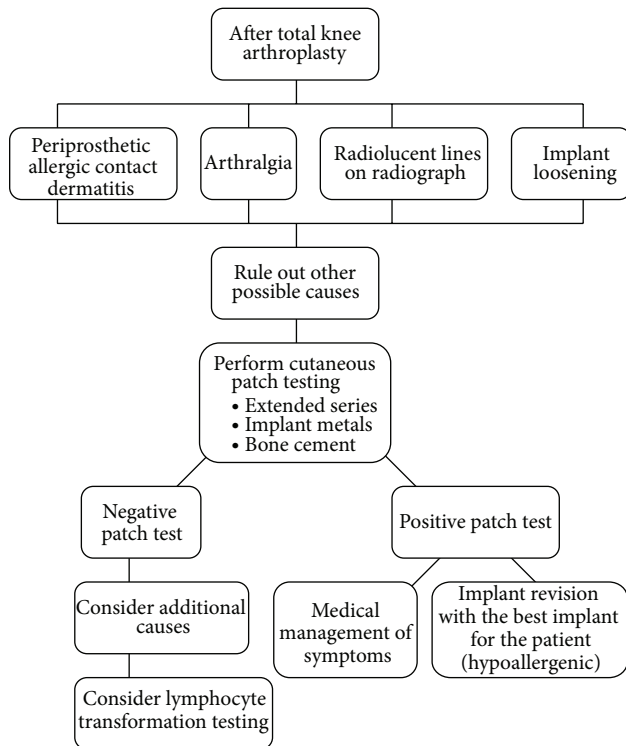 After total knee
arthroplasty
Periprosthetic
allergic contact
dermatitis
Arthralgia
Radiolucent lines
on radiograph
Implant
loosening
Rule out other
possible causes
Perform cutaneous
patch testing
• Extended series
• Implant metals
• Bone cement
Negative
patch test
Positive patch test
Consider additional
causes
Medical
management of
symptoms
Implant revision
with the best implant
for the patient
(hypoallergenic)
Consider lymphocyte
transformation testing